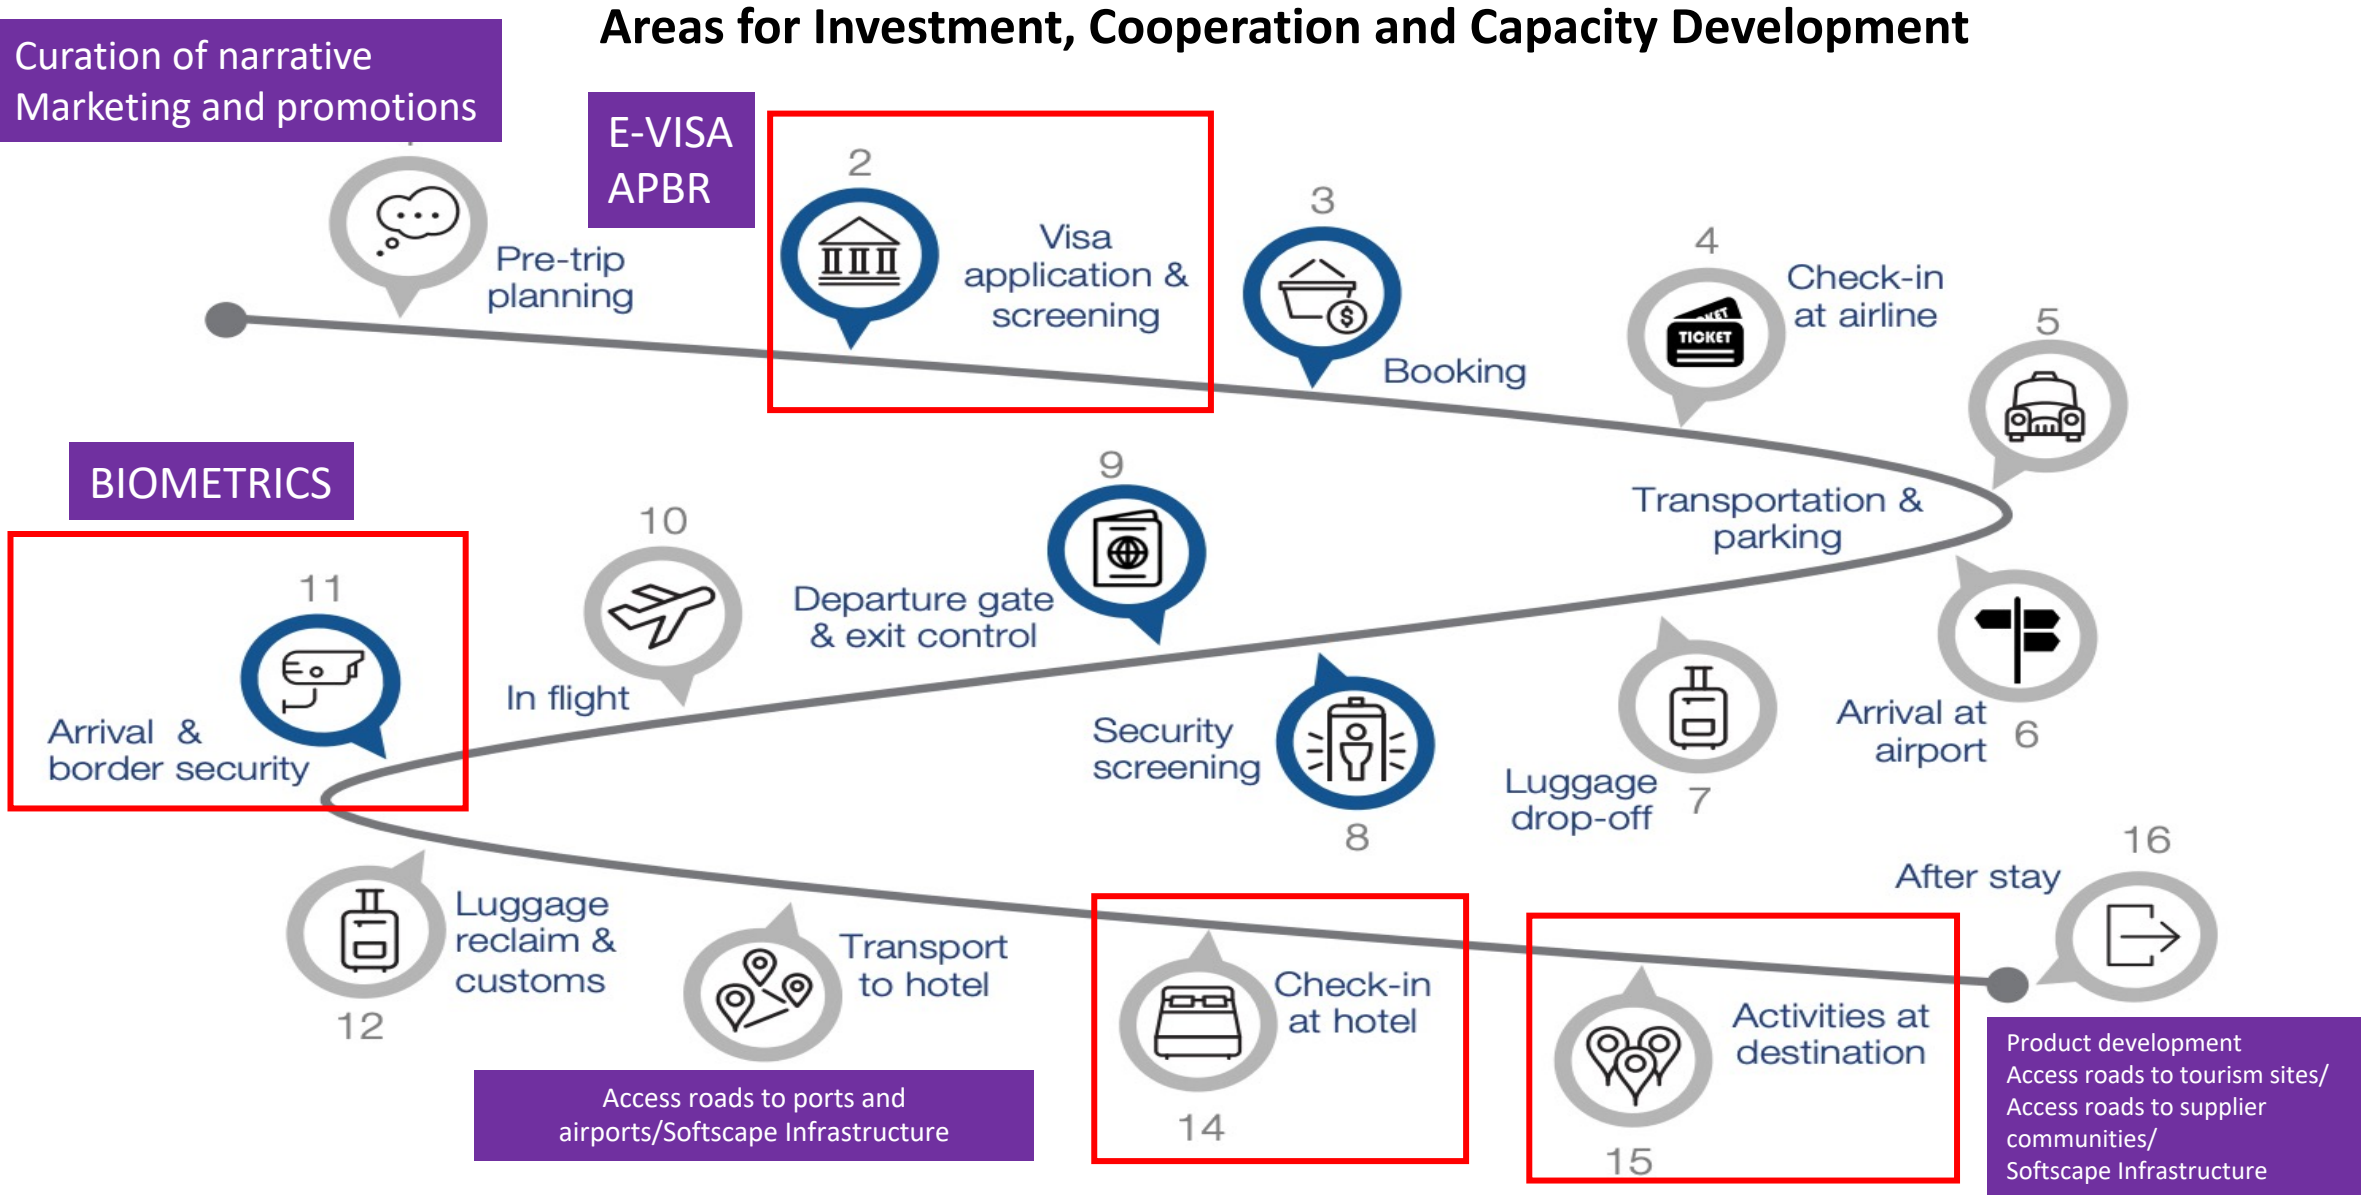 Areas for Investment, Cooperation and Capacity Development
Curation of narrative
Marketing and promotions
E-VISA
APBR
Pre-trip
planning
2
Visa
application &
screening
3
Booking
4
TICKET
Check-in
at airline
5
Transportation &
parking
6
Arrival at
airport
7
Luggage
drop-off
8
Security
screening
9
Departure gate
& exit control
10
In flight
BIOMETRICS
11
Arrival &
border security
12
Luggage
reclaim &
customs
Transport
to hotel
Access roads to ports and
airports/Softscape Infrastructure
14
Check-in
at hotel
15
Activities at
destination
16
After stay
Product development
Access roads to tourism sites/
Access roads to supplier
communities/
Softscape Infrastructure